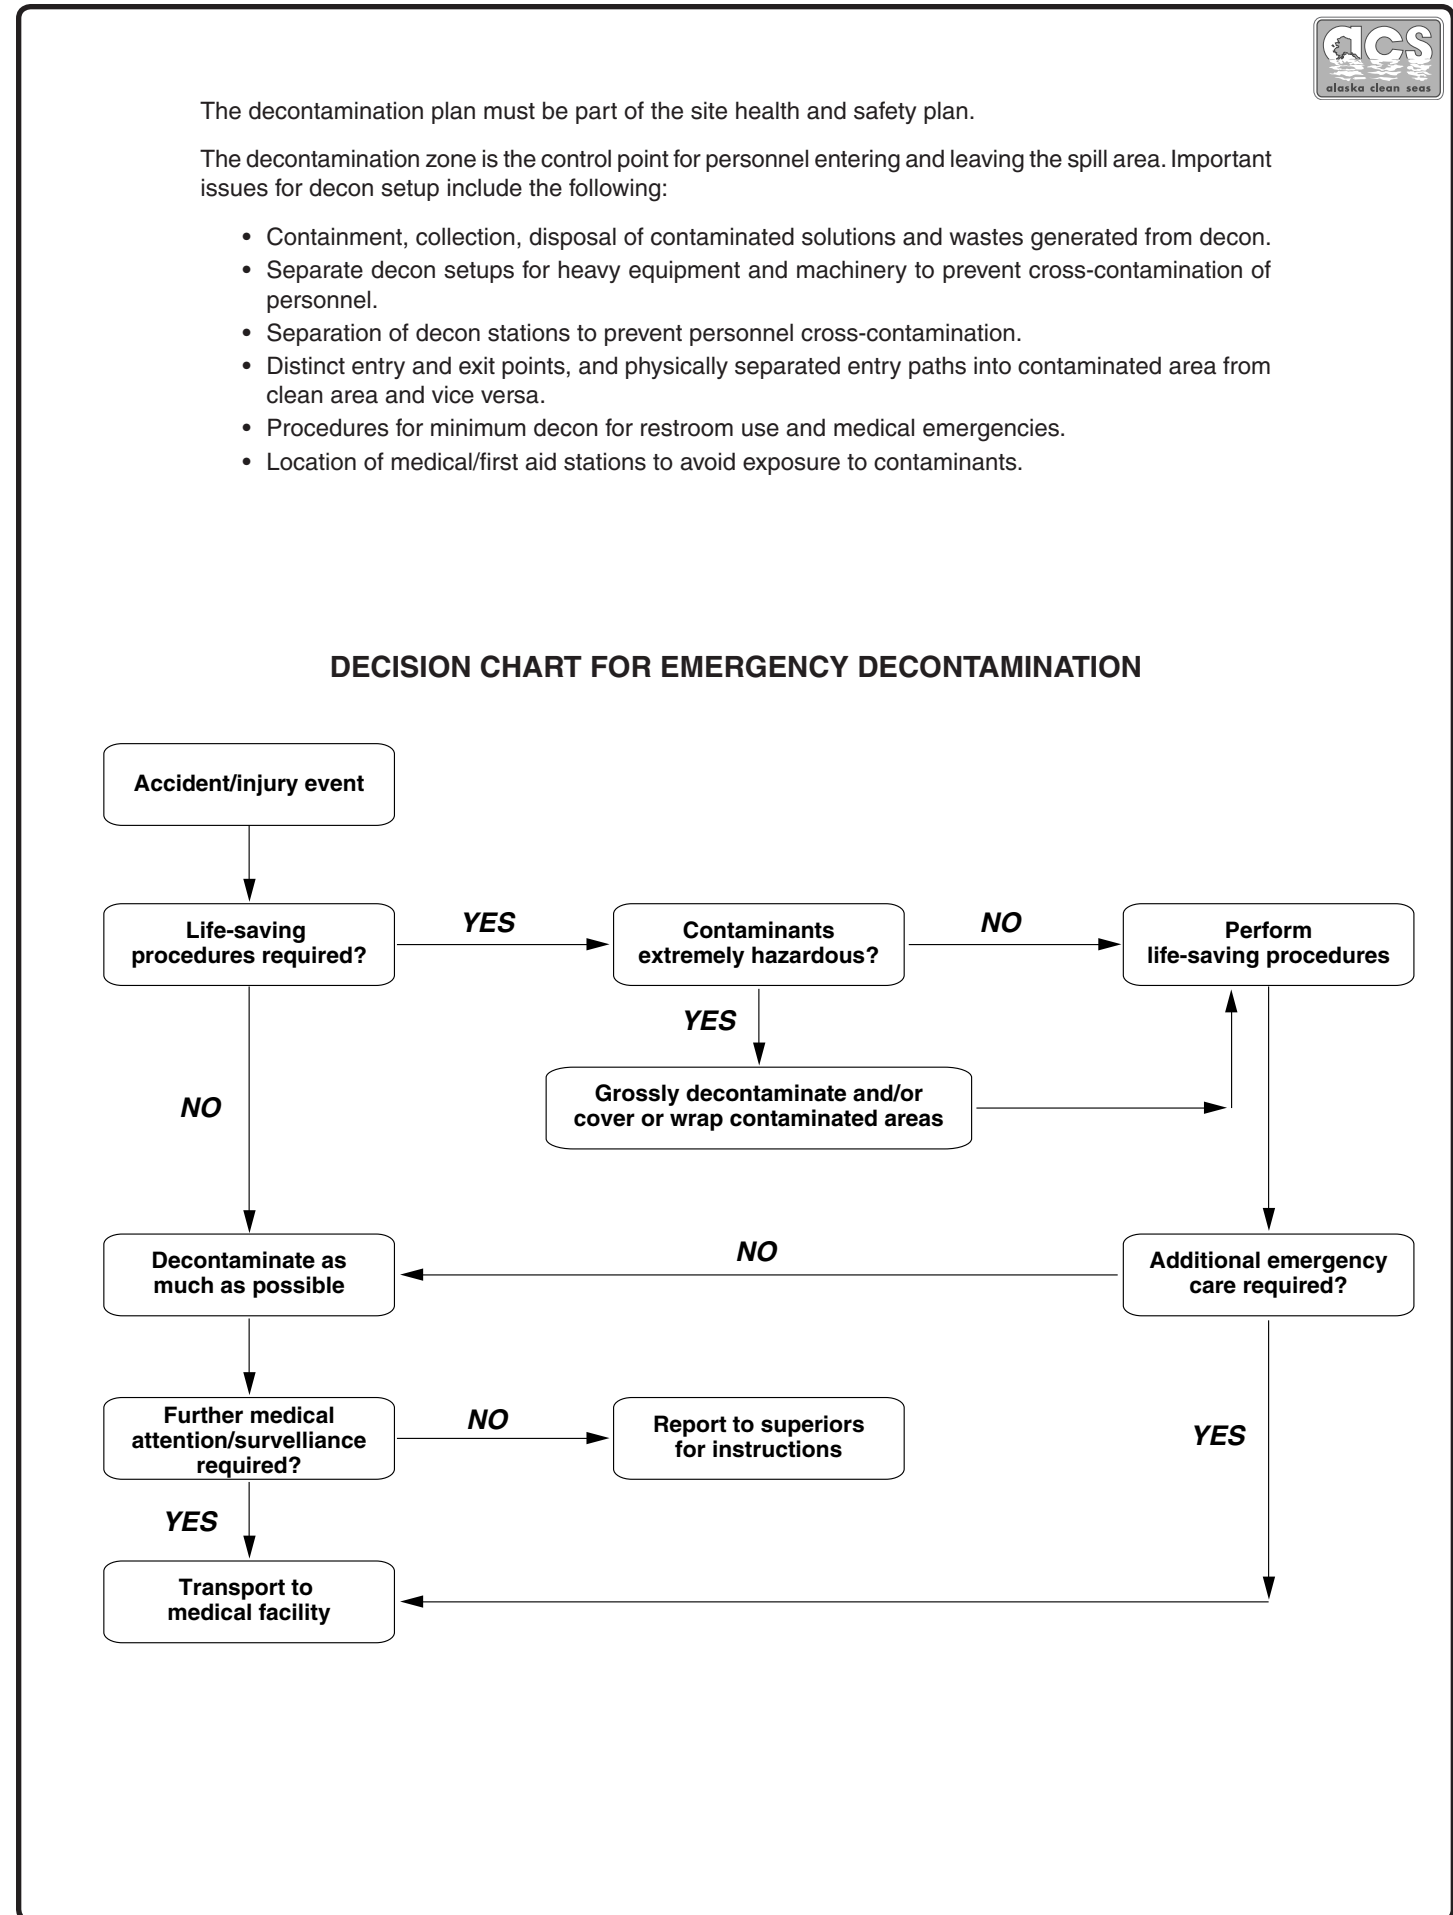 acs
alaska clean seas
The decontamination plan must be part of the site health and safety plan.
The decontamination zone is the control point for personnel entering and leaving the spill area. Important
issues for decon setup include the following:
• Containment, collection, disposal of contaminated solutions and wastes generated from decon.
• Separate decon setups for heavy equipment and machinery to prevent cross-contamination of
personnel.
• Separation of decon stations to prevent personnel cross-contamination.
• Distinct entry and exit points, and physically separated entry paths into contaminated area from
clean area and vice versa.
• Procedures for minimum decon for restroom use and medical emergencies.
• Location of medical/first aid stations to avoid exposure to contaminants.
DECISION CHART FOR EMERGENCY DECONTAMINATION
Accident/injury event
Life-saving
procedures required?
YES
Contaminants
extremely hazardous?
NO
Perform
life-saving procedures
YES
Grossly decontaminate and/or
cover or wrap contaminated areas
NO
Decontaminate as
much as possible
NO
Additional emergency
care required?
Further medical
attention/survelliance
required?
NO
Report to superiors
for instructions
YES
YES
Transport to
medical facility